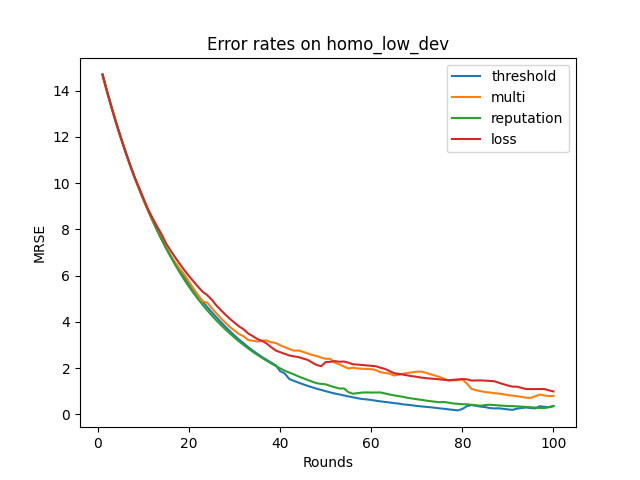 Error rates on homo_low_dev
threshold
multi
reputation
loss
MRSE
14
12
10
8
6
4
2
0
0 20 40 60 80 100
Rounds